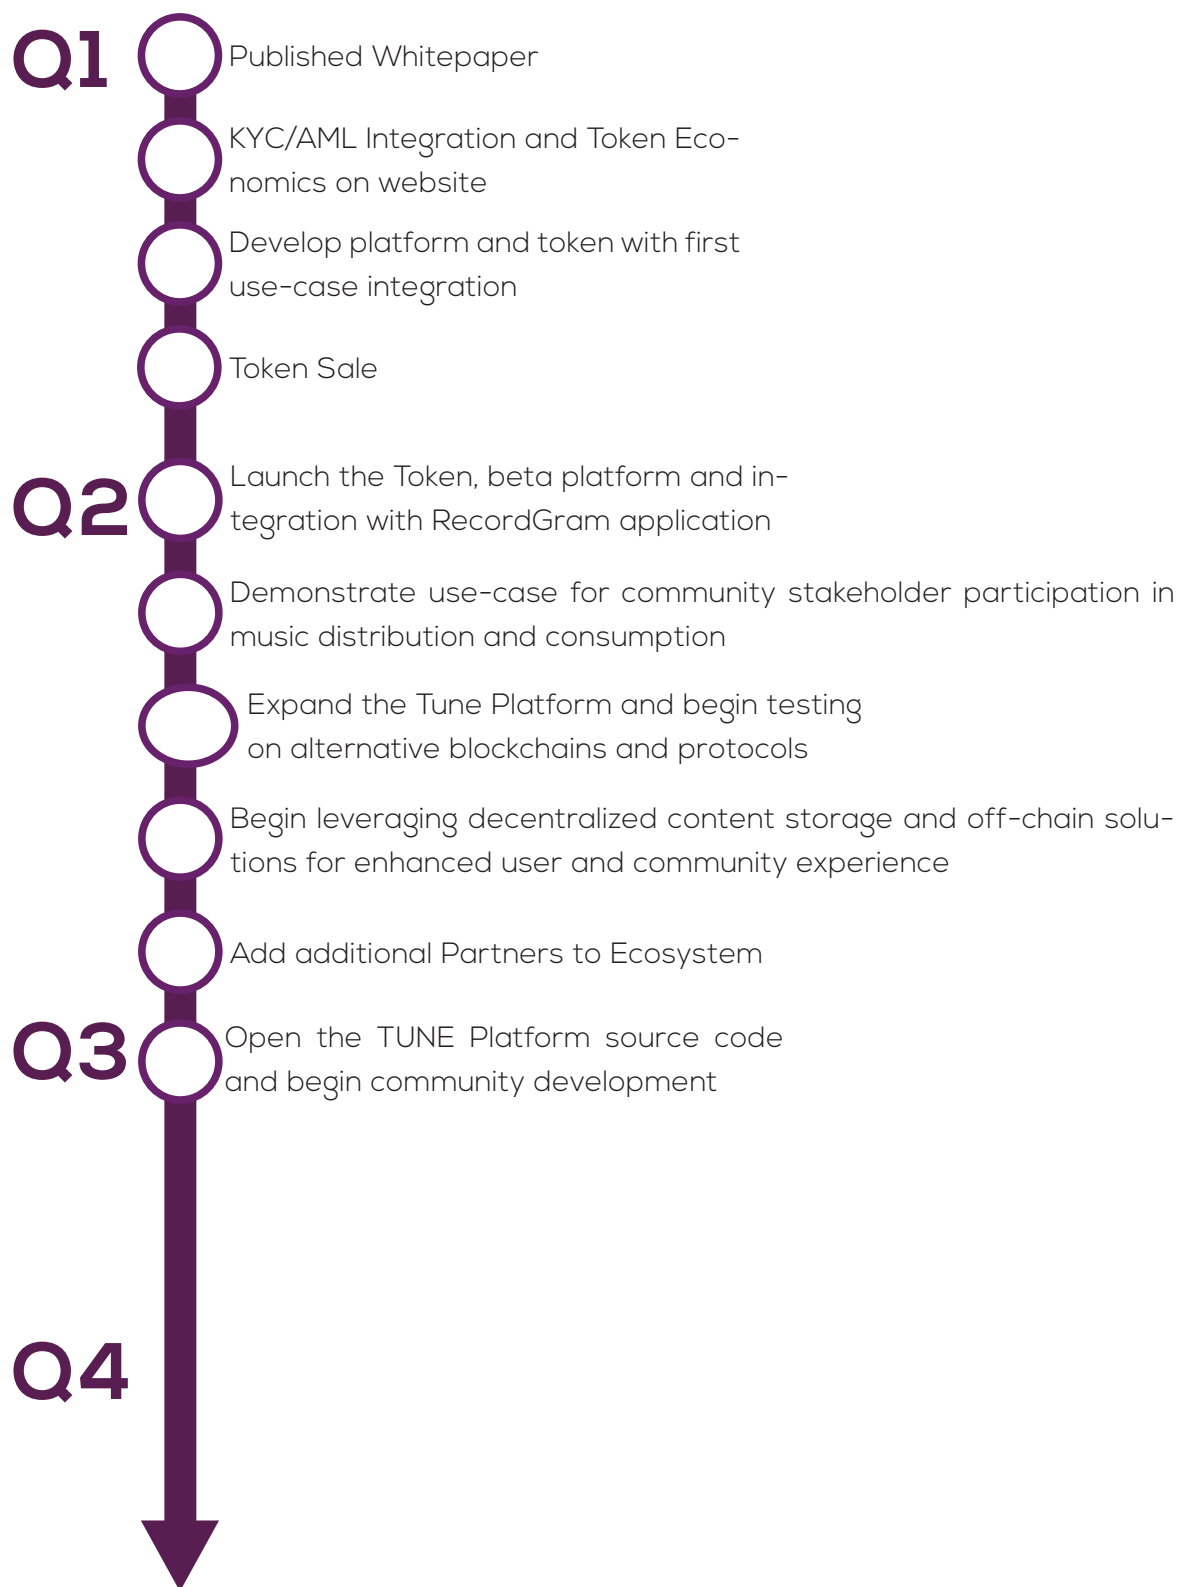 Q1
Published Whitepaper
KYC/AML Integration and Token Eco-
nomics on website
Develop platform and token with first
use-case integration
Token Sale
Q2
Launch the Token, beta platform and in-
tegration with RecordGram application
Demonstrate use-case for community stakeholder participation in
music distribution and consumption
Expand the Tune Platform and begin testing
on alternative blockchains and protocols
Begin leveraging decentralized content storage and off-chain solu-
tions for enhanced user and community experience
Add additional Partners to Ecosystem
Q3
Open the TUNE Platform source code
and begin community development
Q4